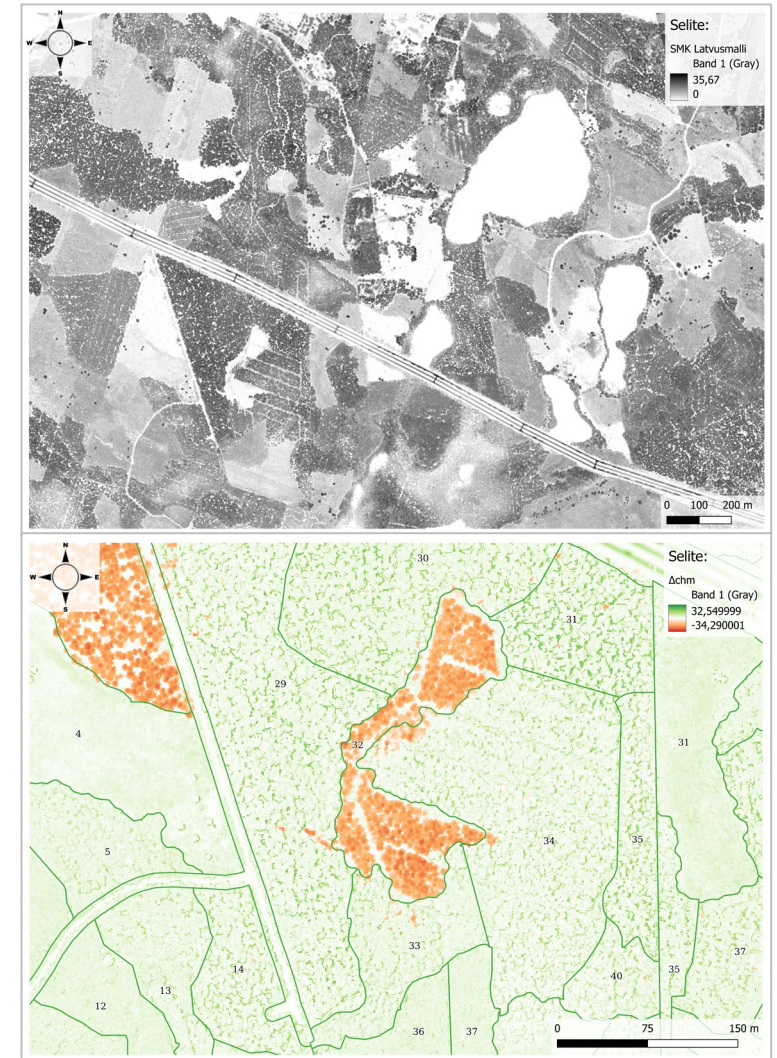 N
W E
S
Selite:
SMK Latvusmalli
Band 1 (Gray)
35,67
0
0 100 200 m
N
W E
S
Selite:
Δchm
Band 1 (Gray)
32,549999
-34,290001
30
31
29
4
32
31
5
34
35
33
14
37
13
40
35
12
36
37
0 75 150 m